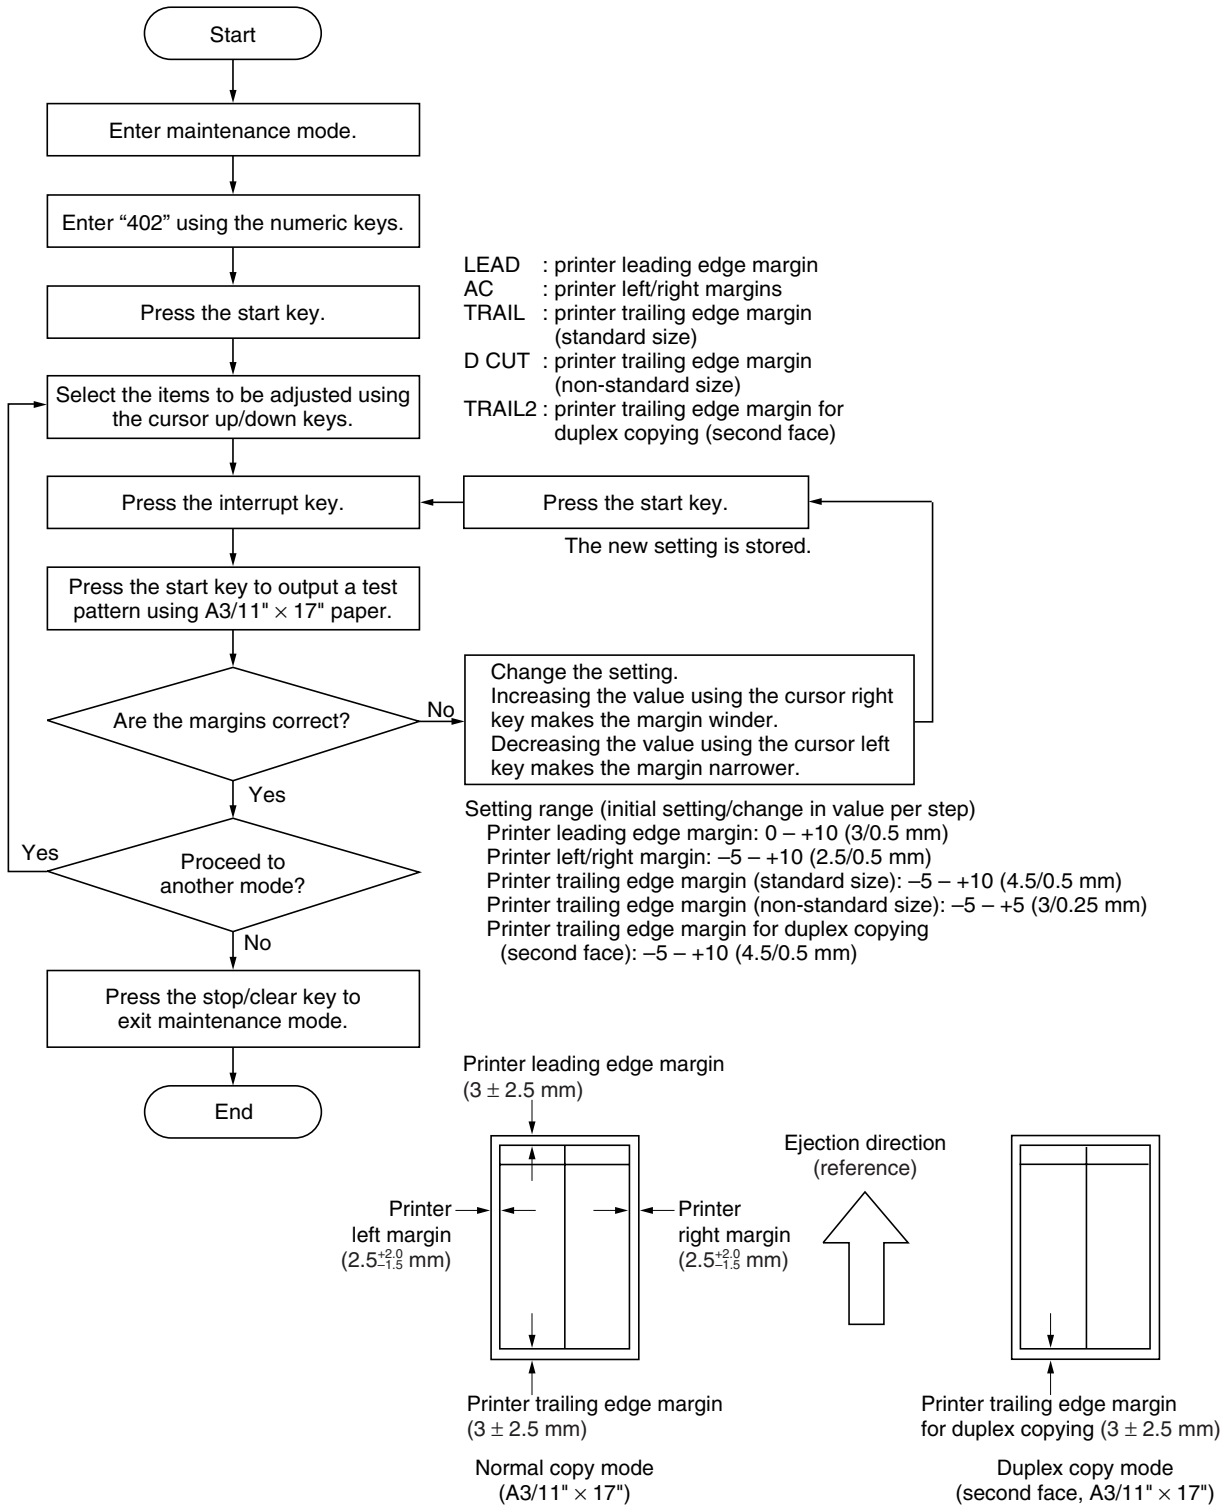 Start
Enter maintenance mode.
Enter “402” using the numeric keys.
Press the start key.
Select the items to be adjusted using
the cursor up/down keys.
LEAD : printer leading edge margin
AC : printer left/right margins
TRAIL : printer trailing edge margin
(standard size)
D CUT : printer trailing edge margin
(non-standard size)
TRAIL2 : printer trailing edge margin for
duplex copying (second face)
Press the interrupt key.
Press the start key.
The new setting is stored.
Press the start key to output a test
pattern using A3/11" × 17" paper.
Are the margins correct?
No
Change the setting.
Increasing the value using the cursor right
key makes the margin winder.
Decreasing the value using the cursor left
key makes the margin narrower.
Yes
Setting range (initial setting/change in value per step)
Printer leading edge margin: 0 – +10 (3/0.5 mm)
Printer left/right margin: –5 – +10 (2.5/0.5 mm)
Printer trailing edge margin (standard size): –5 – +10 (4.5/0.5 mm)
Printer trailing edge margin (non-standard size): –5 – +5 (3/0.25 mm)
Printer trailing edge margin for duplex copying
(second face): –5 – +10 (4.5/0.5 mm)
Yes
Proceed to
another mode?
No
Press the stop/clear key to
exit maintenance mode.
End
Printer leading edge margin
(3 ± 2.5 mm)
Printer
left margin
(2.5+2.0 –1.5 mm)
Printer
right margin
(2.5+2.0 –1.5 mm)
Printer trailing edge margin
(3 ± 2.5 mm)
Normal copy mode
(A3/11" × 17")
Ejection direction
(reference)
Printer trailing edge margin
for duplex copying (3 ± 2.5 mm)
Duplex copy mode
(second face, A3/11" × 17")